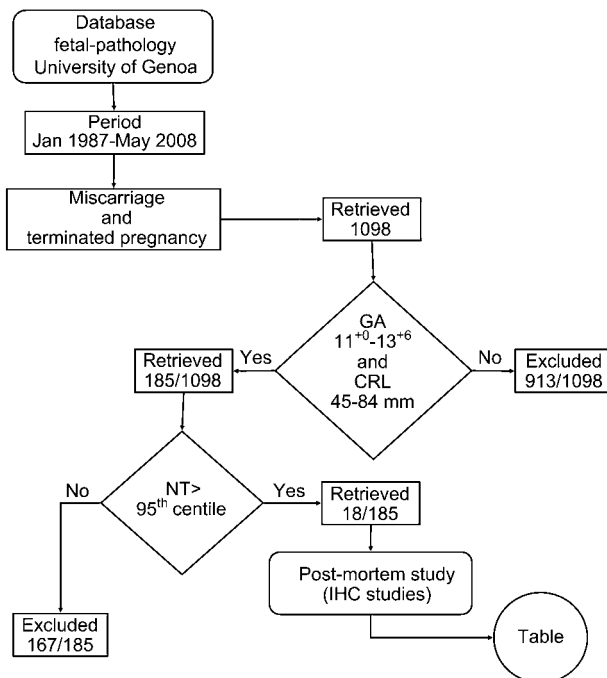 Database
fetal-pathology
University of Genoa
Period
Jan 1987-May 2008
Miscarriage
and
terminated pregnancy
Retrieved
1098
GA
11⁺⁰-13⁺⁶
and
CRL
45-84 mm
Yes
No
Retrieved
185/1098
Excluded
913/1098
NT>
95ᵗʰ centile
No
Yes
Retrieved
18/185
Post-mortem study
(IHC studies)
Excluded
167/185
Table